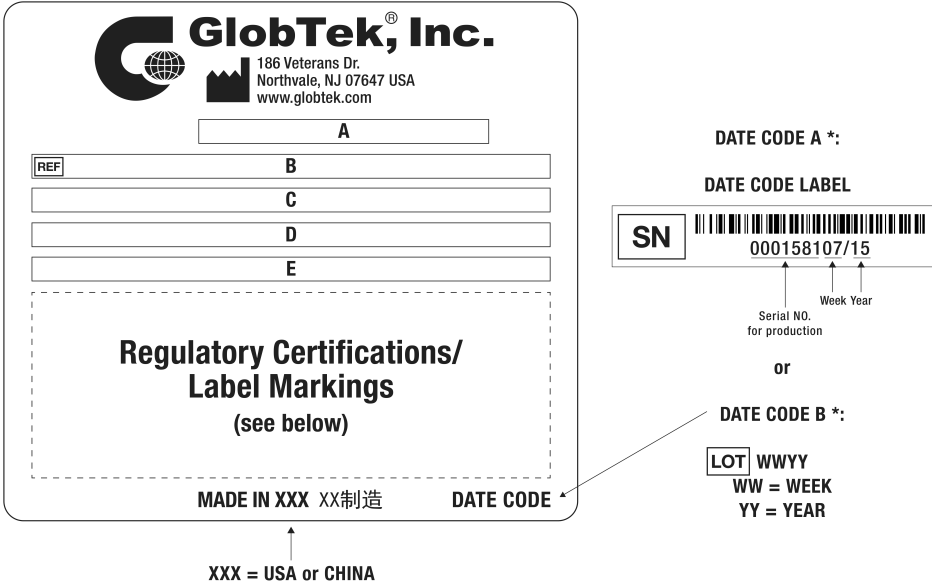 GlobTek®, Inc.
186 Veterans Dr.
Northvale, NJ 07647 USA
www.globtek.com
A
REF B
C
D
E
Regulatory Certifications/
Label Markings
(see below)
MADE IN XXX XX制造 DATE CODE
XXX = USA or CHINA
DATE CODE A *:
DATE CODE LABEL
SN
00015810​7/15
Week Year
Serial NO.
for production
or
DATE CODE B *:
LOT WWYY
WW = WEEK
YY = YEAR